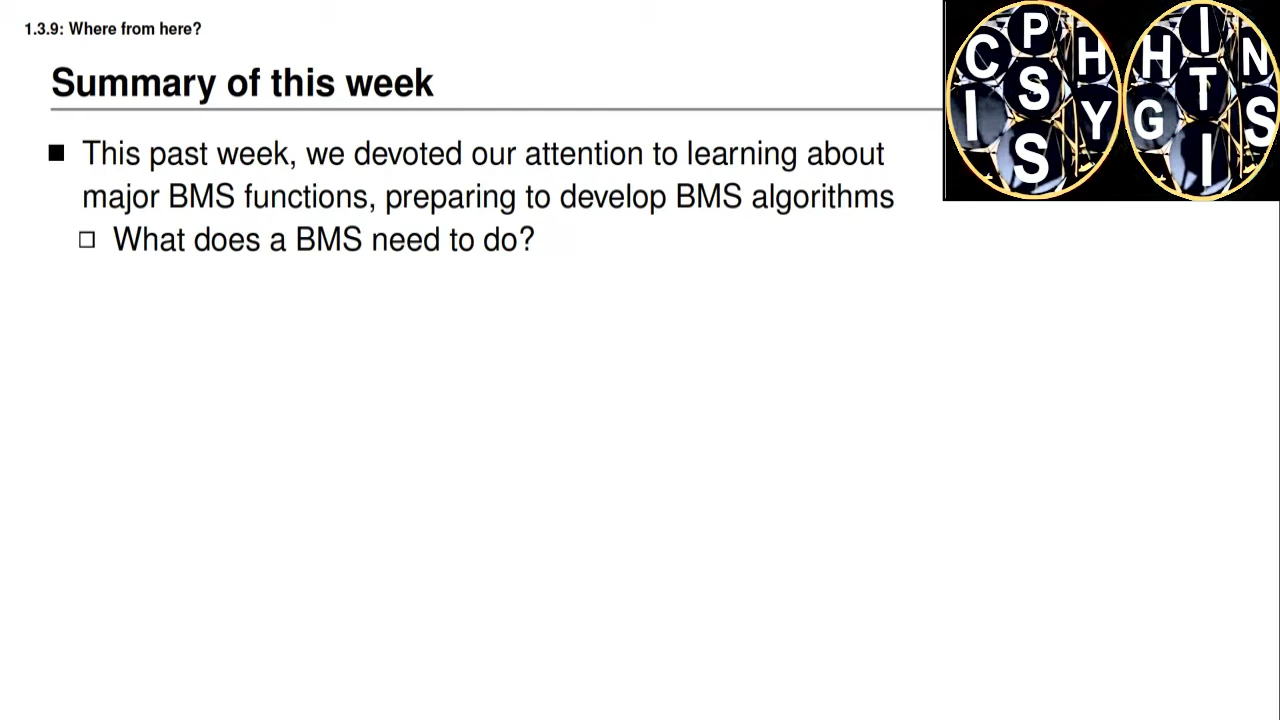 1.3.9: Where from here?
Summary of this week
■ This past week, we devoted our attention to learning about
major BMS functions, preparing to develop BMS algorithms
□ What does a BMS need to do?
P
C S H
I S Y
I
H T N
G I S